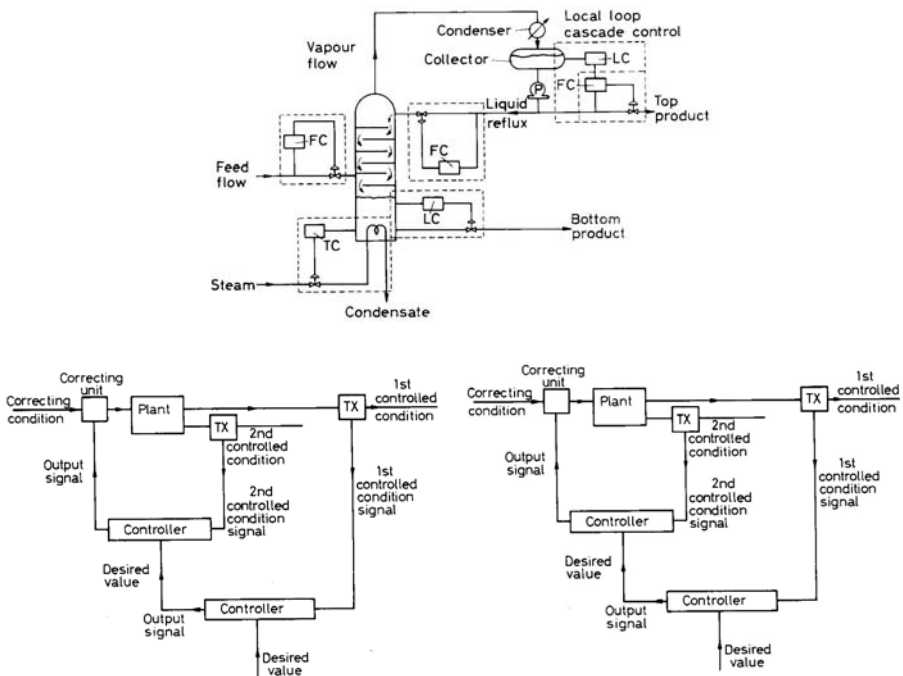 Condenser
Local loop
cascade control
Vapour
flow
Collector
LC
FC
P
Top
product
Liquid
reflux
FC
FC
Feed
flow
LC
Bottom
product
TC
Steam
Condensate
Correcting
unit
Correcting
condition
Plant
TX
1st
controlled
condition
TX
2nd
controlled
condition
Output
signal
2nd
controlled
condition
signal
1st
controlled
condition
signal
Controller
Desired
value
Output
signal
Controller
Desired
value
Correcting
unit
Correcting
condition
Plant
TX
1st
controlled
condition
TX
2nd
controlled
condition
Output
signal
2nd
controlled
condition
signal
1st
controlled
condition
signal
Controller
Desired
value
Output
signal
Controller
Desired
value